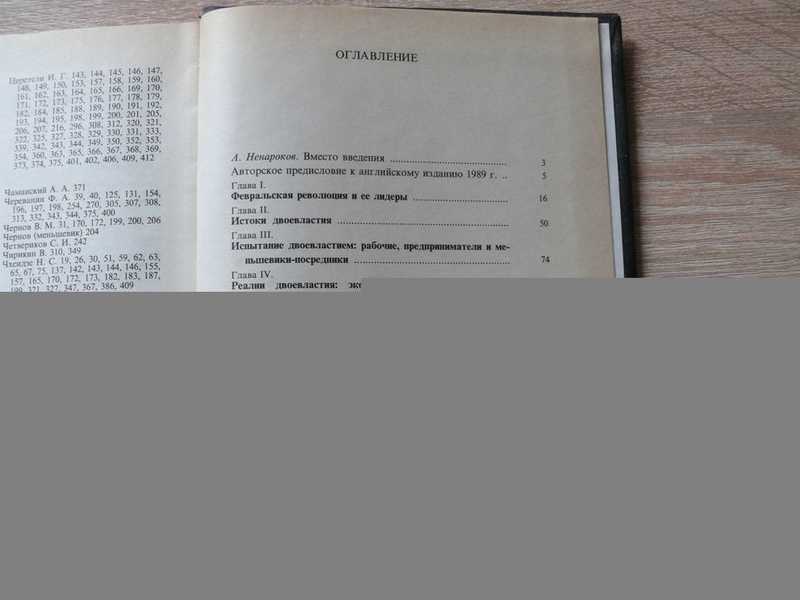 Церетели И. Г. 143, 144, 145, 146, 147,
148, 149, 150, 153, 157, 158, 159, 160,
161, 162, 163, 164, 165, 166, 169, 170,
171, 172, 173, 175, 176, 177, 178, 179,
182, 184, 185, 188, 189, 190, 191, 192,
193, 194, 195, 198, 199, 200, 201, 205,
206, 207, 216, 296, 308, 312, 320, 321,
322, 325, 327, 328, 329, 330, 331, 333,
339, 342, 343, 344, 349, 350, 352, 353,
354, 360, 363, 365, 366, 367, 368, 369,
373, 374, 375, 401, 402, 406, 409, 412
Чаманский А. А. 371
Череванин Ф. А. 39, 40, 125, 131, 154,
196, 197, 198, 254, 270, 305, 307, 308,
313, 332, 343, 344, 375, 400
Чернов В. М. 31, 170, 172, 199, 200, 206
Чернов (меньшевик) 204
Четвериков С. И. 242
Чирикин В. 310, 349
Чхеидзе Н. С. 19, 26, 30, 51, 59, 62, 63,
65, 67, 75, 137, 142, 143, 144, 146, 155,
157, 165, 170, 172, 173, 182, 183, 187,
199, 321, 327, 347, 367, 386, 409
ОГЛАВЛЕНИЕ
А. Ненароков. Вместо введения 3
Авторское предисловие к английскому изданию 1989 г. .. 5
Глава I.
Февральская революция и ее лидеры 16
Глава II.
Истоки двоевластия 50
Глава III.
Испытание двоевластием: рабочие, предприниматели и ме-
ньшевики-посредники 74
Глава IV.
Реалии двоевластия: